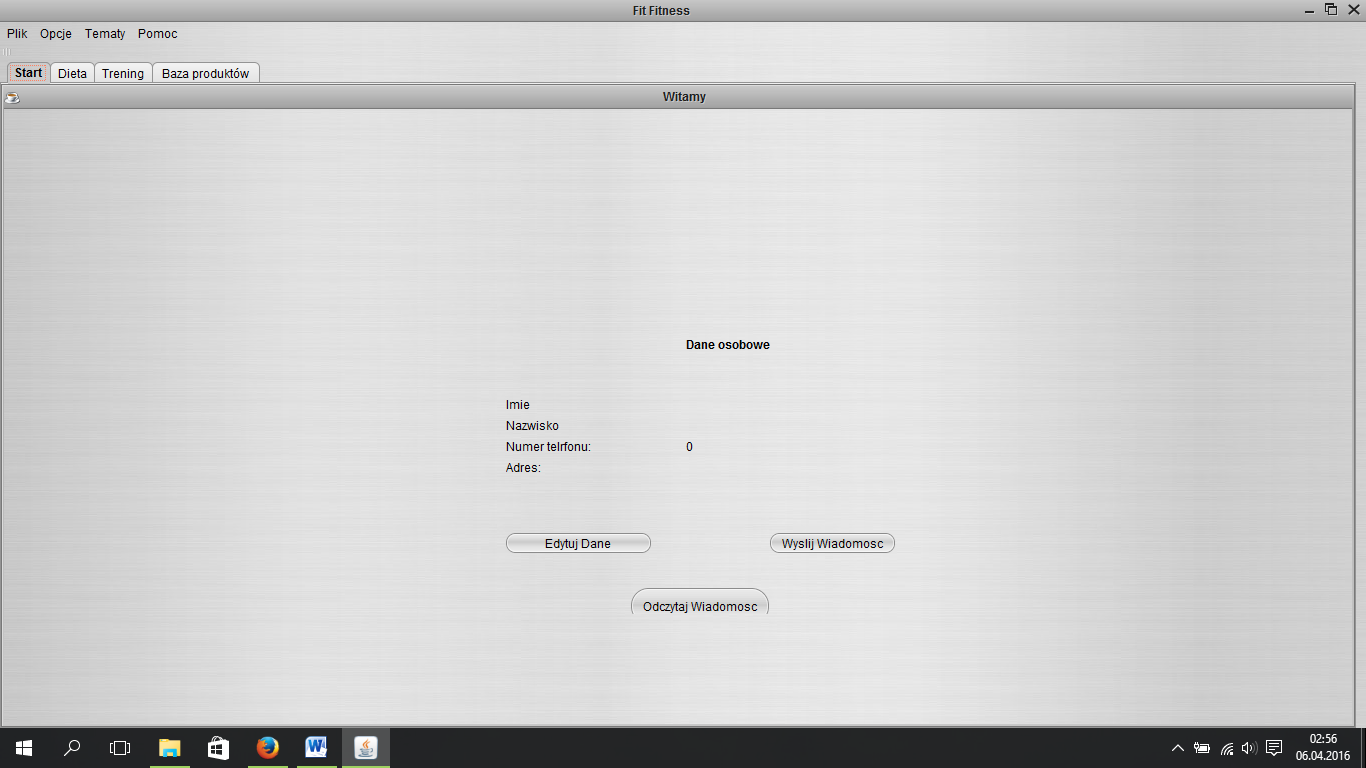 Fit Fitness
Plik Opcje Tematy Pomoc
Start Dieta Trening Baza produktów
Witamy
Dane osobowe
Imie
Nazwisko
Numer telrfonu: 0
Adres:
Edytuj Dane Wyslij Wiadomosc
Odczytaj Wiadomosc
02:56
06.04.2016